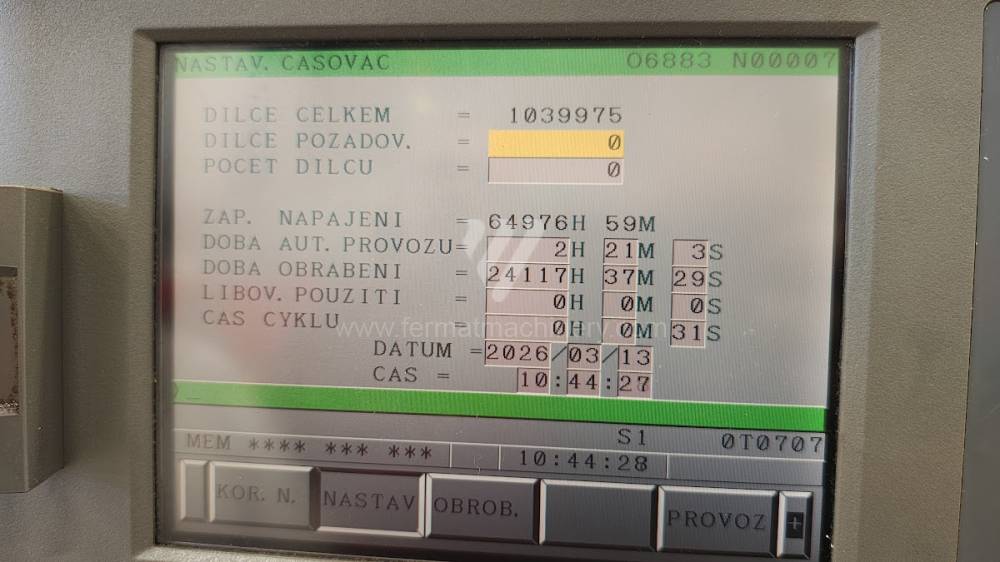 NASTAV. CASOVAC O6883 N00007
DILCE CELKEM = 1039975
DILCE POZADOV. = 0
POCET DILCU = 0
ZAP. NAPAJENI = 64976H 59M
DOBA AUT. PROVOZU= 2H 21M 3S
DOBA OBRABENI = 24117H 37M 29S
LIBOV. POUZITI = 0H 0M 0S
CAS CYKLU = 0H 0M 31S
www.fermatmachinery.com
DATUM =2026/03/13
CAS = 10:44:27
S1 0T0707
MEM **** *** *** 10:44:28
KOR. N. NASTAV OBROB. PROVOZ +